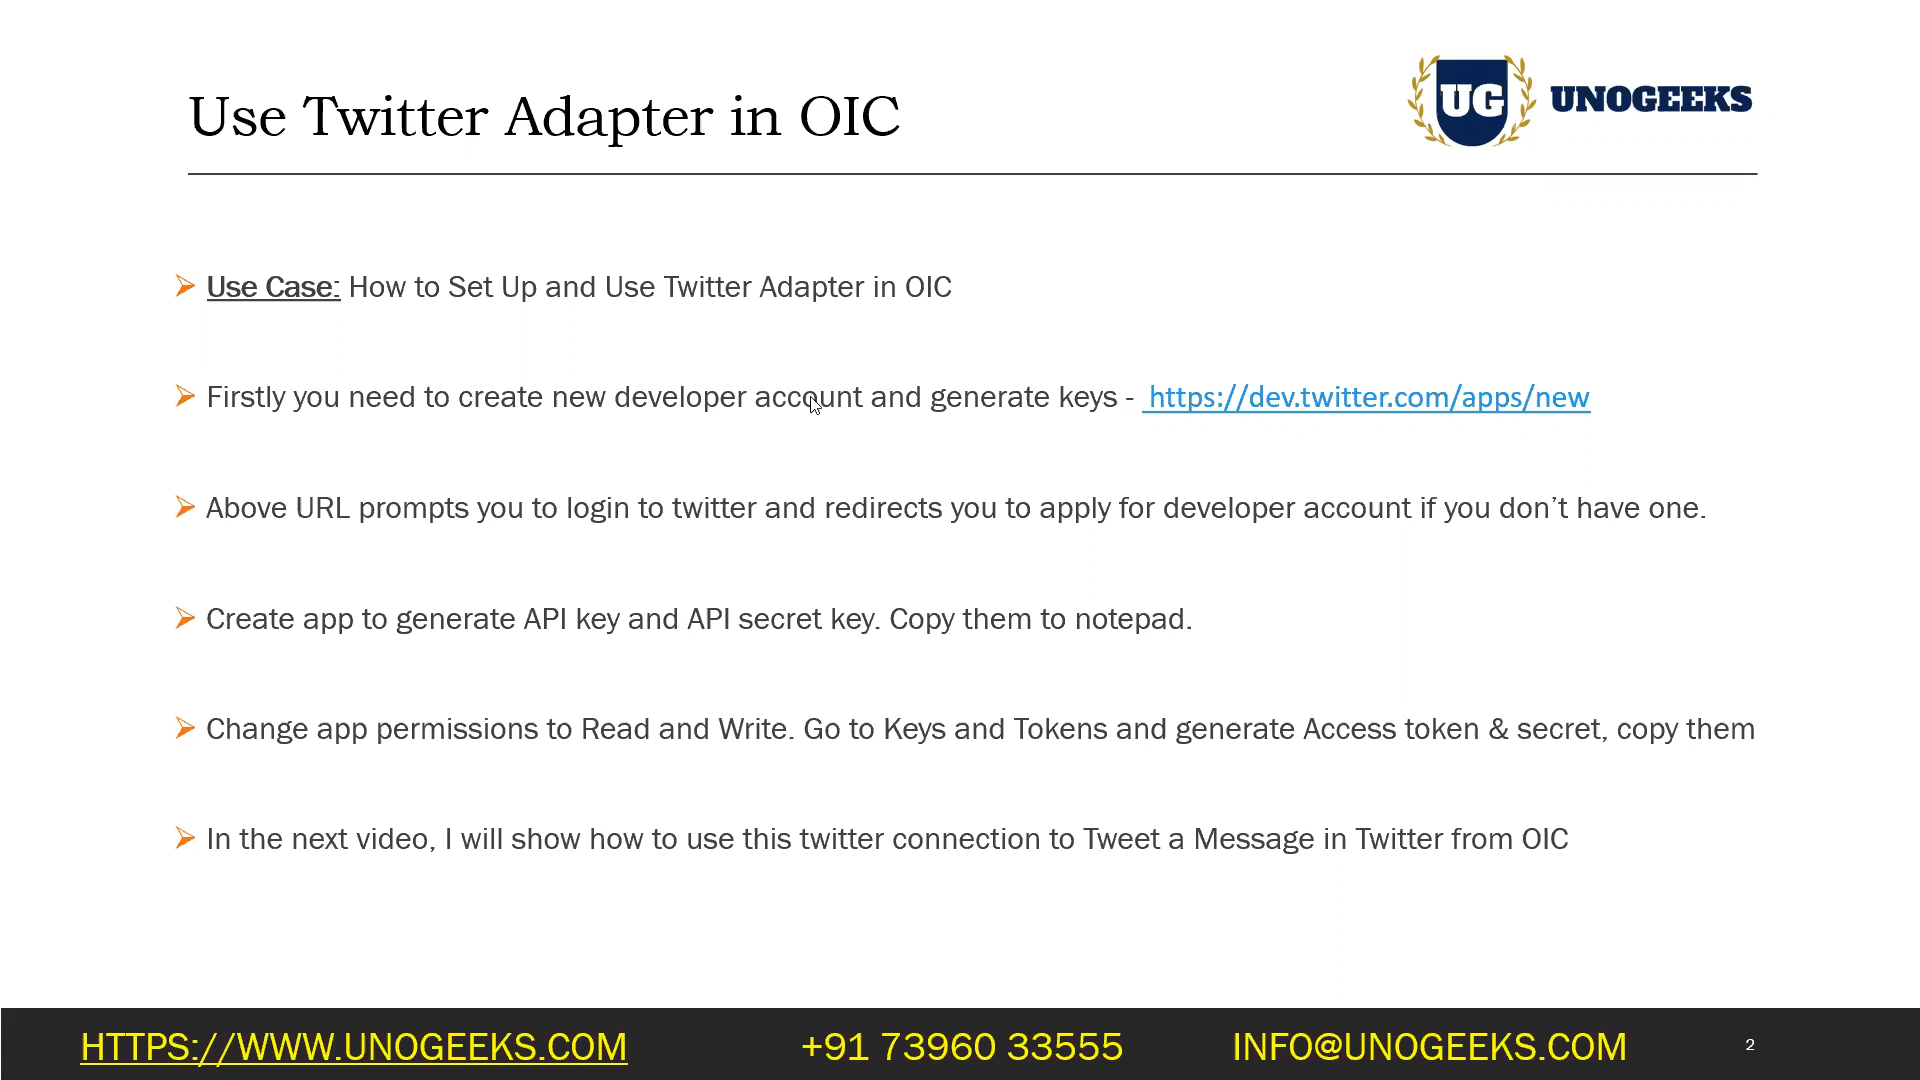 Use Twitter Adapter in OIC
UG UNOGEEKS
Use Case: How to Set Up and Use Twitter Adapter in OIC
Firstly you need to create new developer account and generate keys - https://dev.twitter.com/apps/new
Above URL prompts you to login to twitter and redirects you to apply for developer account if you don’t have one.
Create app to generate API key and API secret key. Copy them to notepad.
Change app permissions to Read and Write. Go to Keys and Tokens and generate Access token & secret, copy them
In the next video, I will show how to use this twitter connection to Tweet a Message in Twitter from OIC
HTTPS://WWW.UNOGEEKS.COM +91 73960 33555 INFO@UNOGEEKS.COM 2